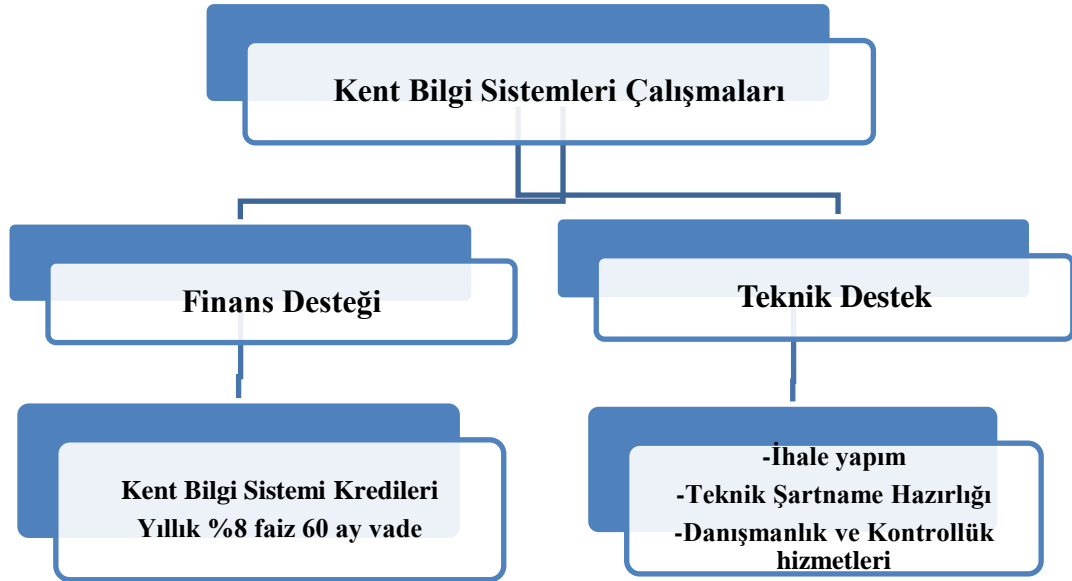 Kent Bilgi Sistemleri Çalışmaları
Finans Desteği
Teknik Destek
Kent Bilgi Sistemi Kredileri
Yıllık %8 faiz 60 ay vade
-İhale yapım
-Teknik Şartname Hazırlığı
-Danışmanlık ve Kontrollük
hizmetleri